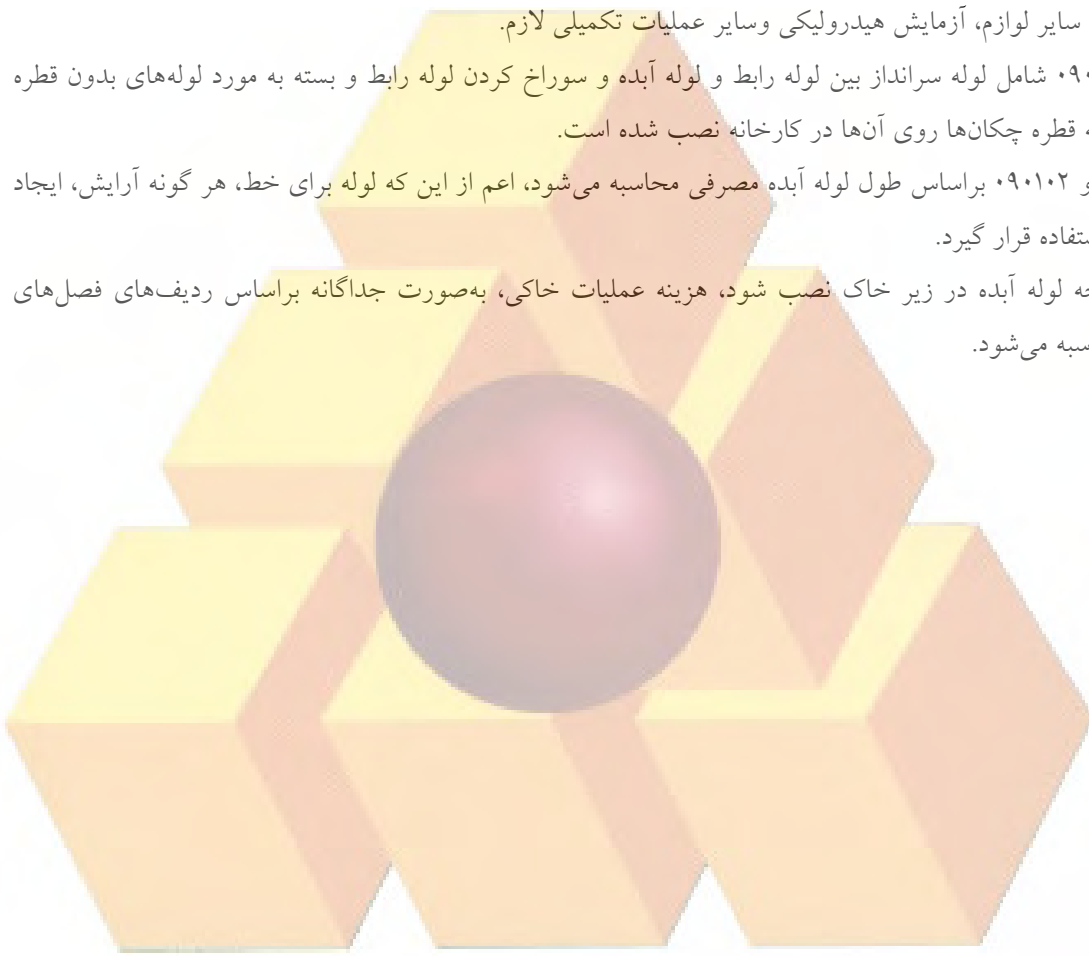 سایر لوازم، آزمایش هیدرولیکی وسایر عملیات تکمیلی لازم.
شامل لوله سرانداز بین لوله رابط و لوله آبده و سوراخ کردن لوله رابط و بسته به مورد لوله‌های بدون قطره
قطره چکان‌ها روی آن‌ها در کارخانه نصب شده است.
و ۰۹۰۱۰۲ براساس طول لوله آبده مصرفی محاسبه می‌شود، اعم از این که لوله برای خط، هر گونه آرایش، ایجاد
قرار گیرد.
لوله آبده در زیر خاک نصب شود، هزینه عملیات خاکی، به‌صورت جداگانه براساس ردیف‌های فصل‌های
می‌شود.